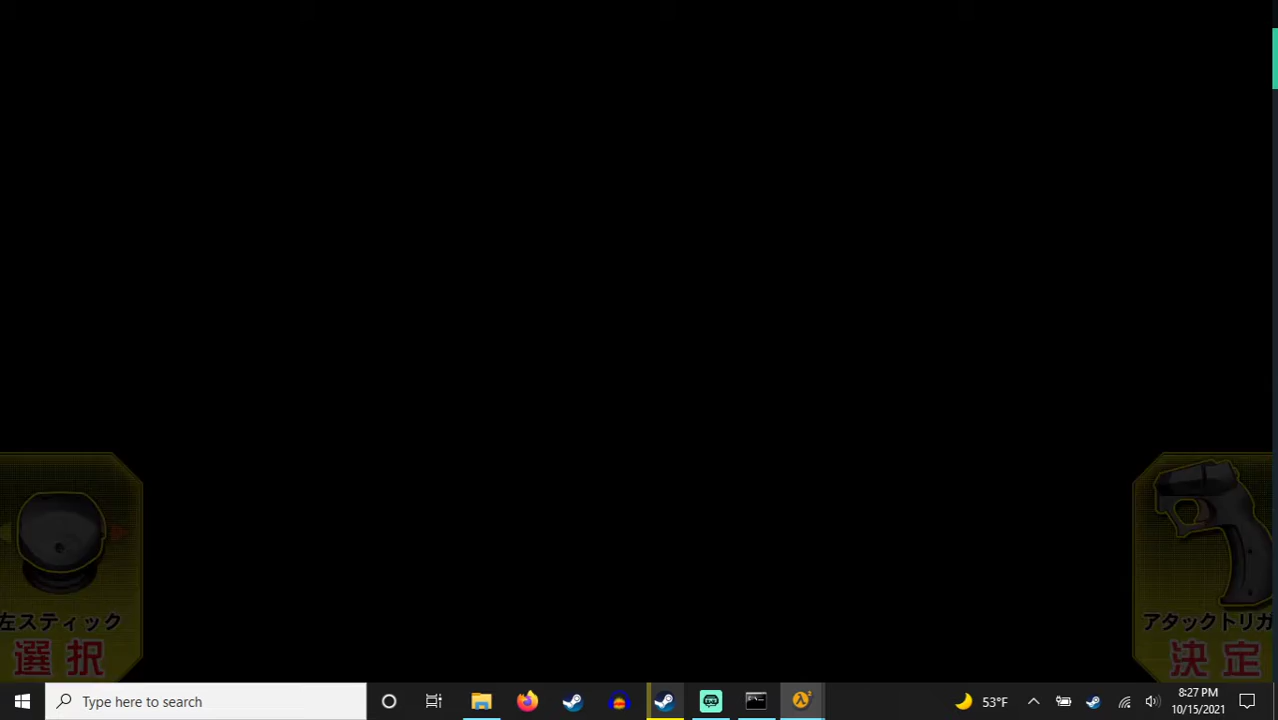 左スティック
選択
アタックトリガ
決定
Type here to search
53°F
8:27 PM
10/15/2021